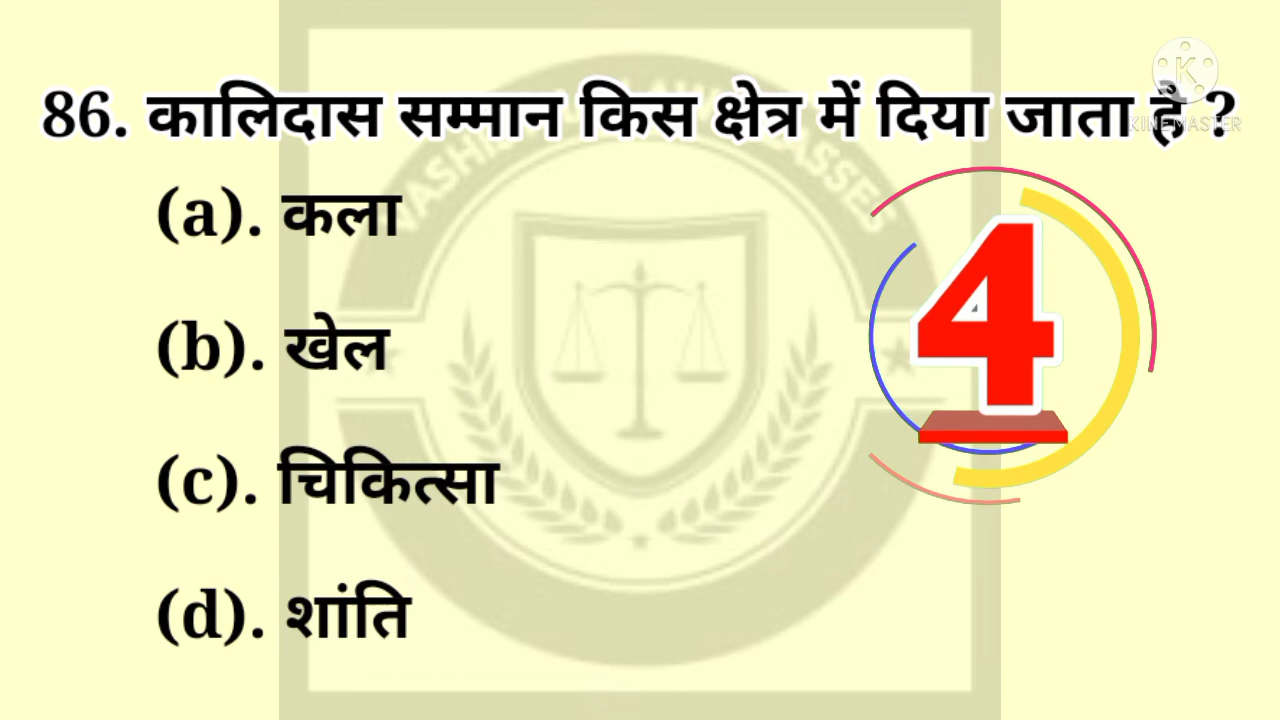 86. कालिदास सम्मान किस क्षेत्र में दिया जाता है ?
KINEMASTER
(a). कला
4
(b). खेल
(c). चिकित्सा
(d). शांति